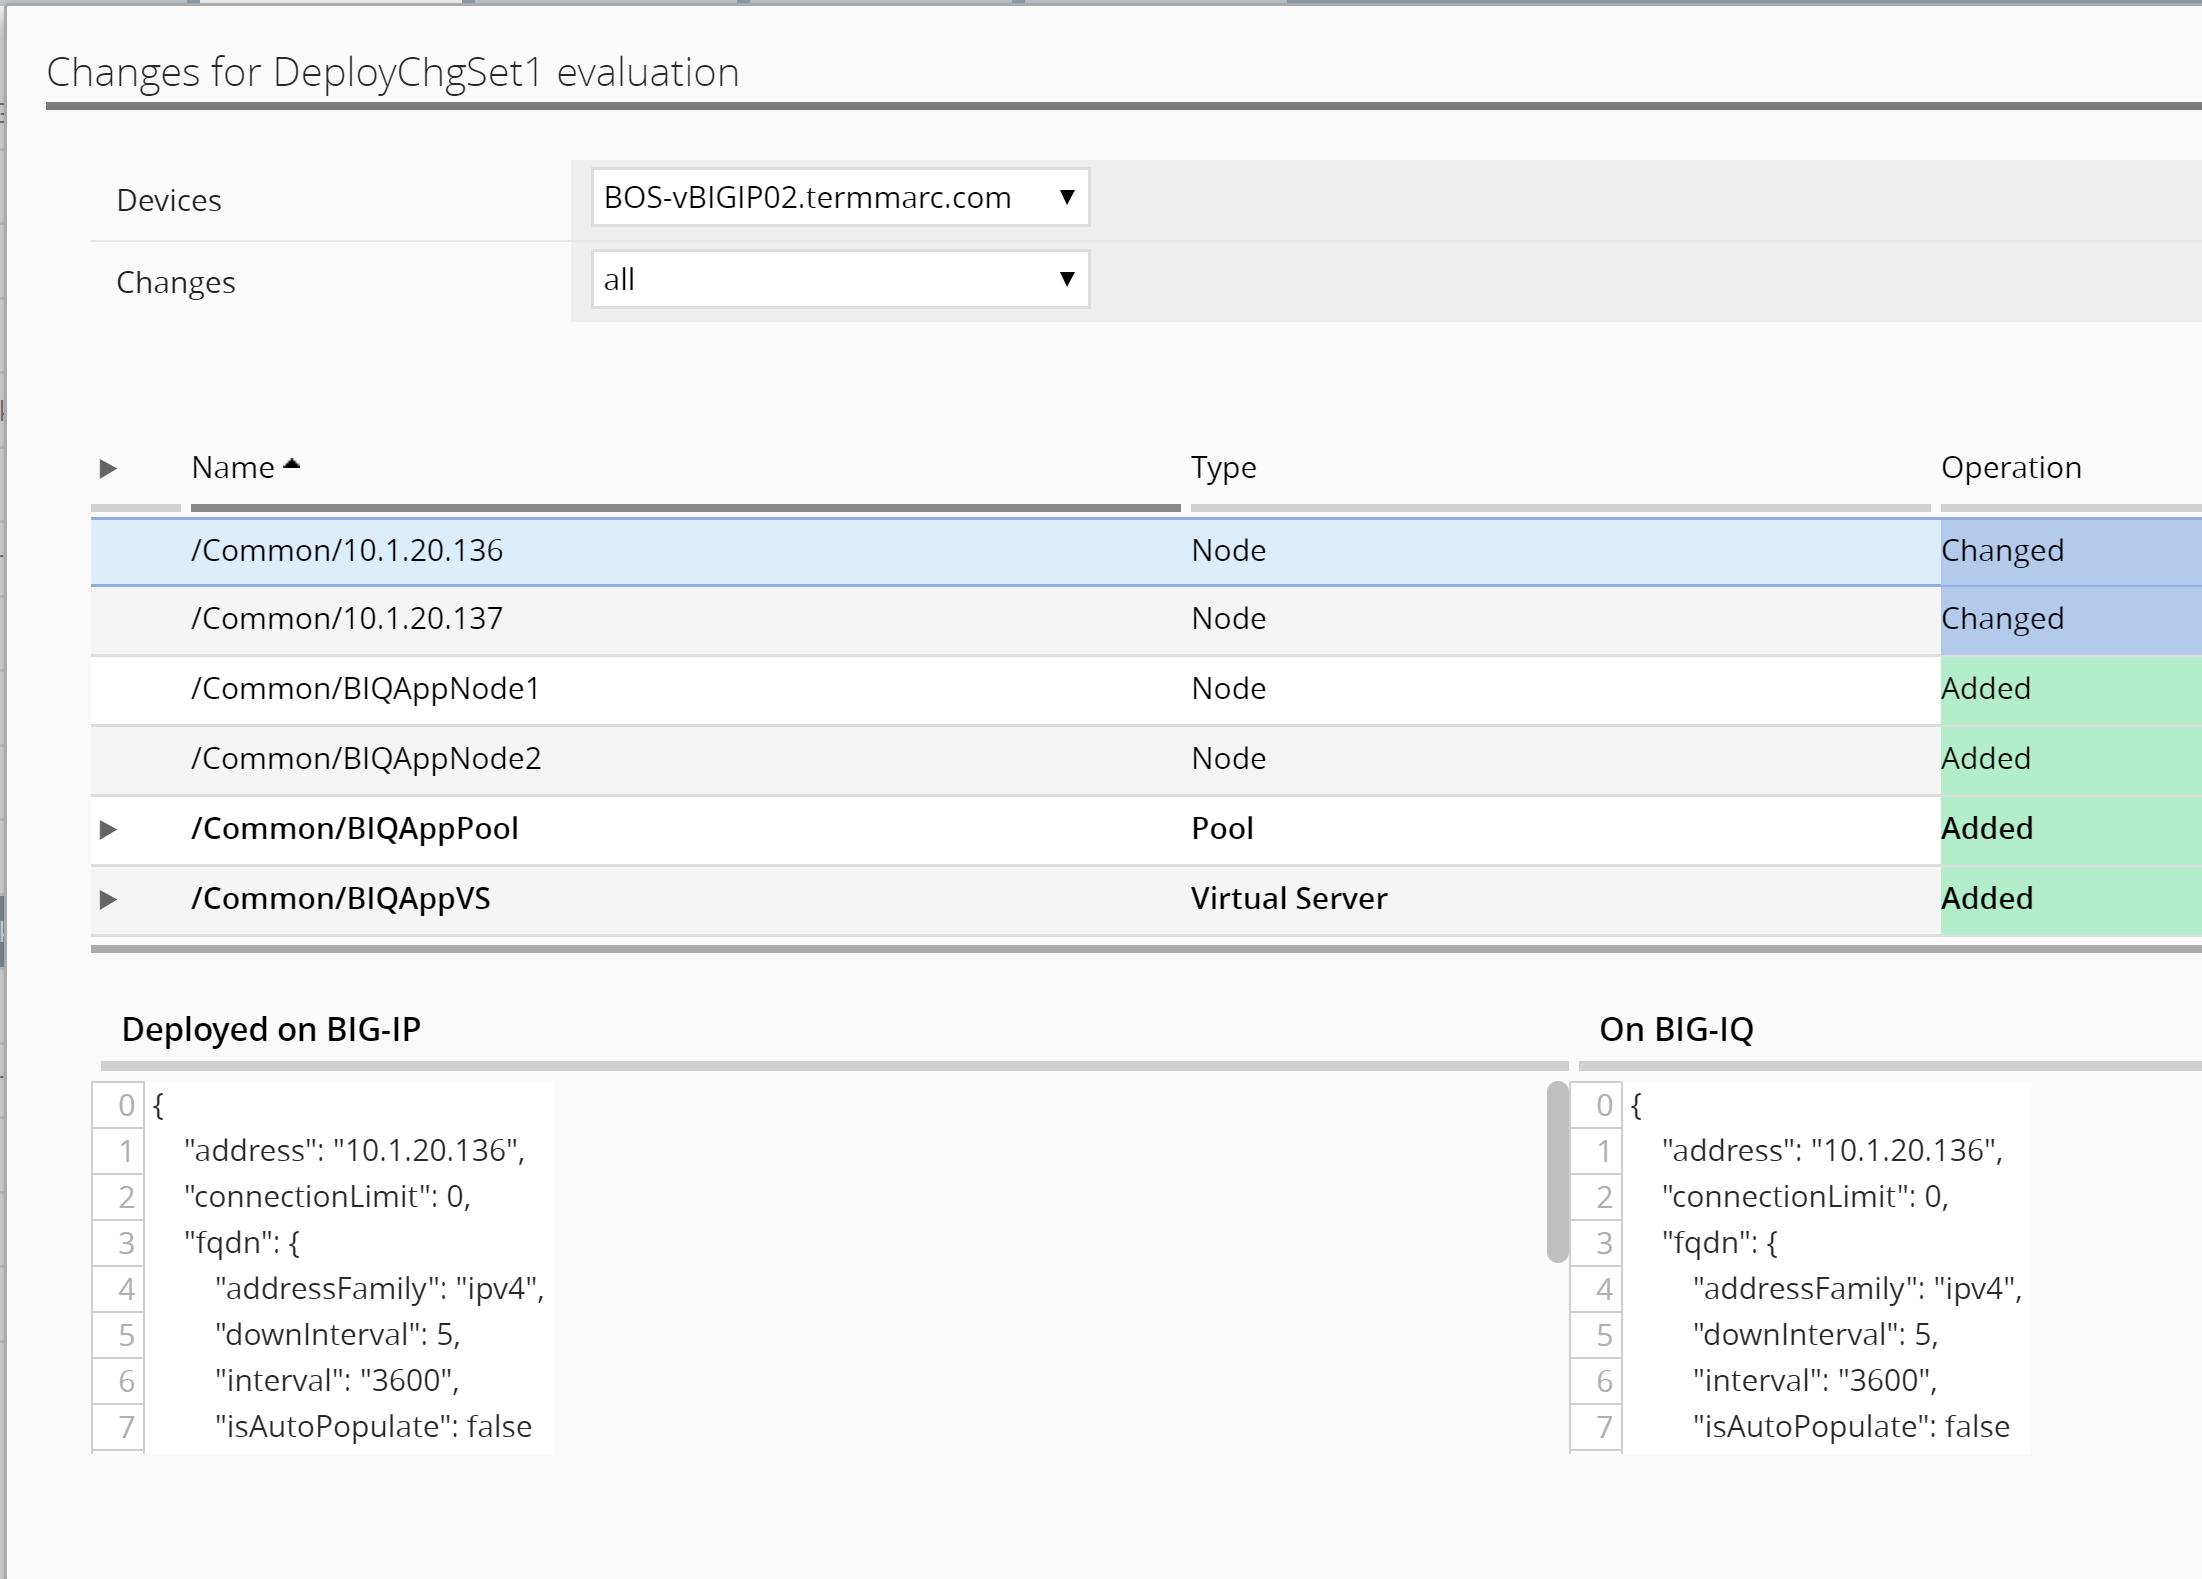 Changes for DeployChgSet1 evaluation
Devices BOS-vBIGIP02.termmarc.com
Changes all
Name Type Operation
/Common/10.1.20.136 Node Changed
/Common/10.1.20.137 Node Changed
/Common/BIQAppNode1 Node Added
/Common/BIQAppNode2 Node Added
/Common/BIQAppPool Pool Added
/Common/BIQAppVS Virtual Server Added
Deployed on BIG-IP
0 {
1 "address": "10.1.20.136",
2 "connectionLimit": 0,
3 "fqdn": {
4 "addressFamily": "ipv4",
5 "downInterval": 5,
6 "interval": "3600",
7 "isAutoPopulate": false
On BIG-IQ
0 {
1 "address": "10.1.20.136",
2 "connectionLimit": 0,
3 "fqdn": {
4 "addressFamily": "ipv4",
5 "downInterval": 5,
6 "interval": "3600",
7 "isAutoPopulate": false